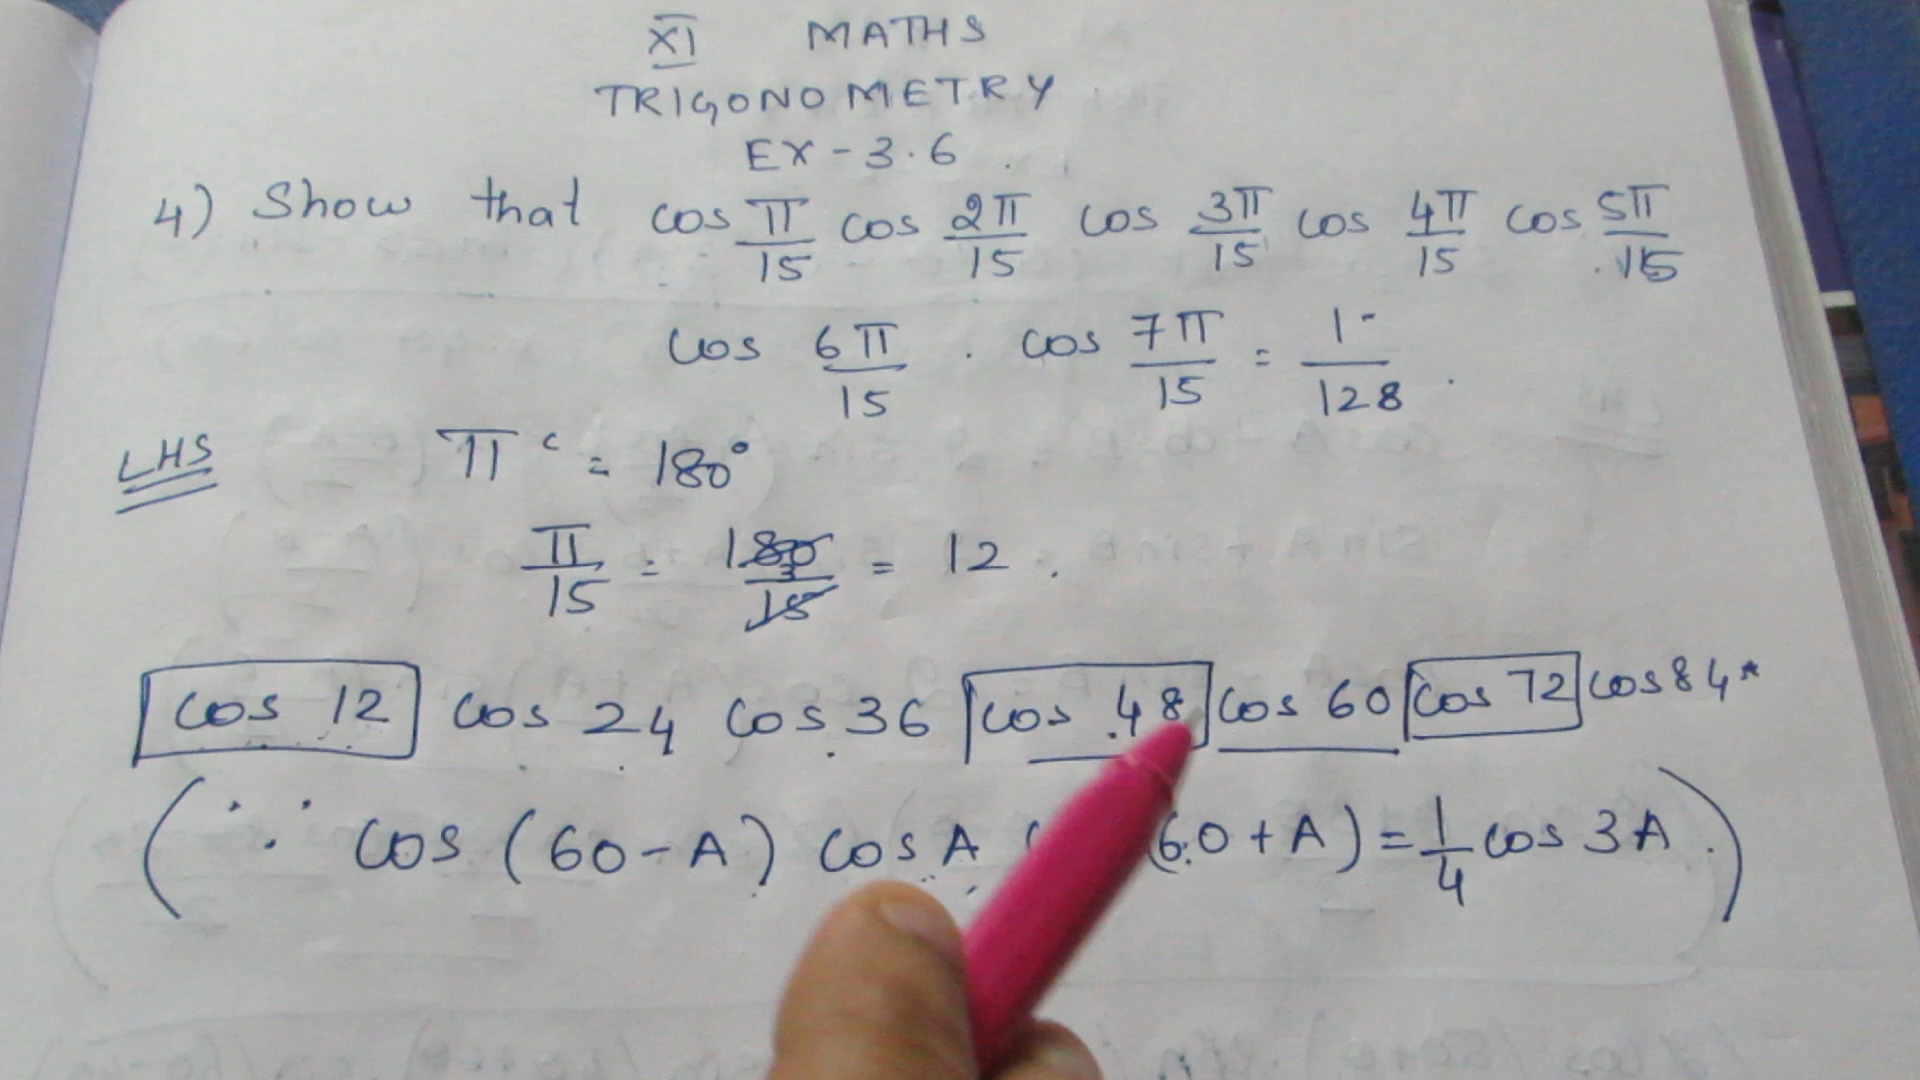 XI MATHS
TRIGONOMETRY
EX-3.6.
4) Show that cos π/15 cos 2π/15 cos 3π/15 cos 4π/15 cos 5π/15
cos 6π/15 . cos 7π/15 = 1/128.
LHS π^c = 180°
π/15 = 180/15 = 12.
cos 12 cos 24 cos 36 cos 48 cos 60 cos 72 cos 84
(∵ cos (60-A) cos A (60+A) = 1/4 cos 3A.)